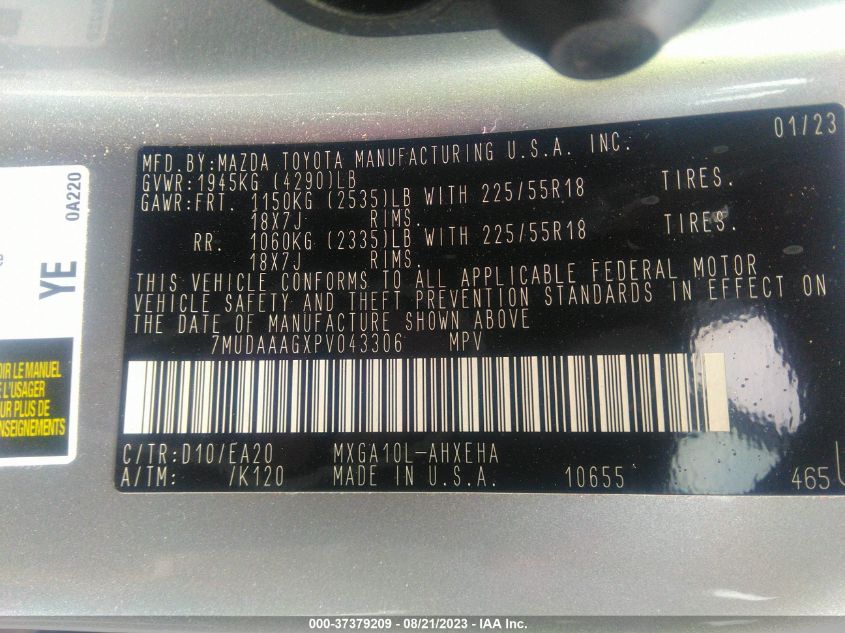 01/23
MFD.BY:MAZDA TOYOTA MANUFACTURING U.S.A. INC.
GVWR:1945KG (4290)LB
GAWR:FRT. 1150KG (2535)LB WITH 225/55R18 TIRES.
18X7J RIMS.
RR. 1060KG (2335)LB WITH 225/55R18 TIRES.
18X7J RIMS.
THIS VEHICLE CONFORMS TO ALL APPLICABLE FEDERAL MOTOR
VEHICLE SAFETY AND THEFT PREVENTION STANDARDS IN EFFECT ON
THE DATE OF MANUFACTURE SHOWN ABOVE
7MUDAAAGXPV043306 MPV
C/TR:D10/EA20 MXGA10L-AHXEHA
A/TM: /K120 MADE IN U.S.A. 10655 465
0A220
YE
OIR LE MANUEL
L'USAGER
UR PLUS DE
NSEIGNEMENTS
000-37379209 - 08/21/2023 - IAA Inc.